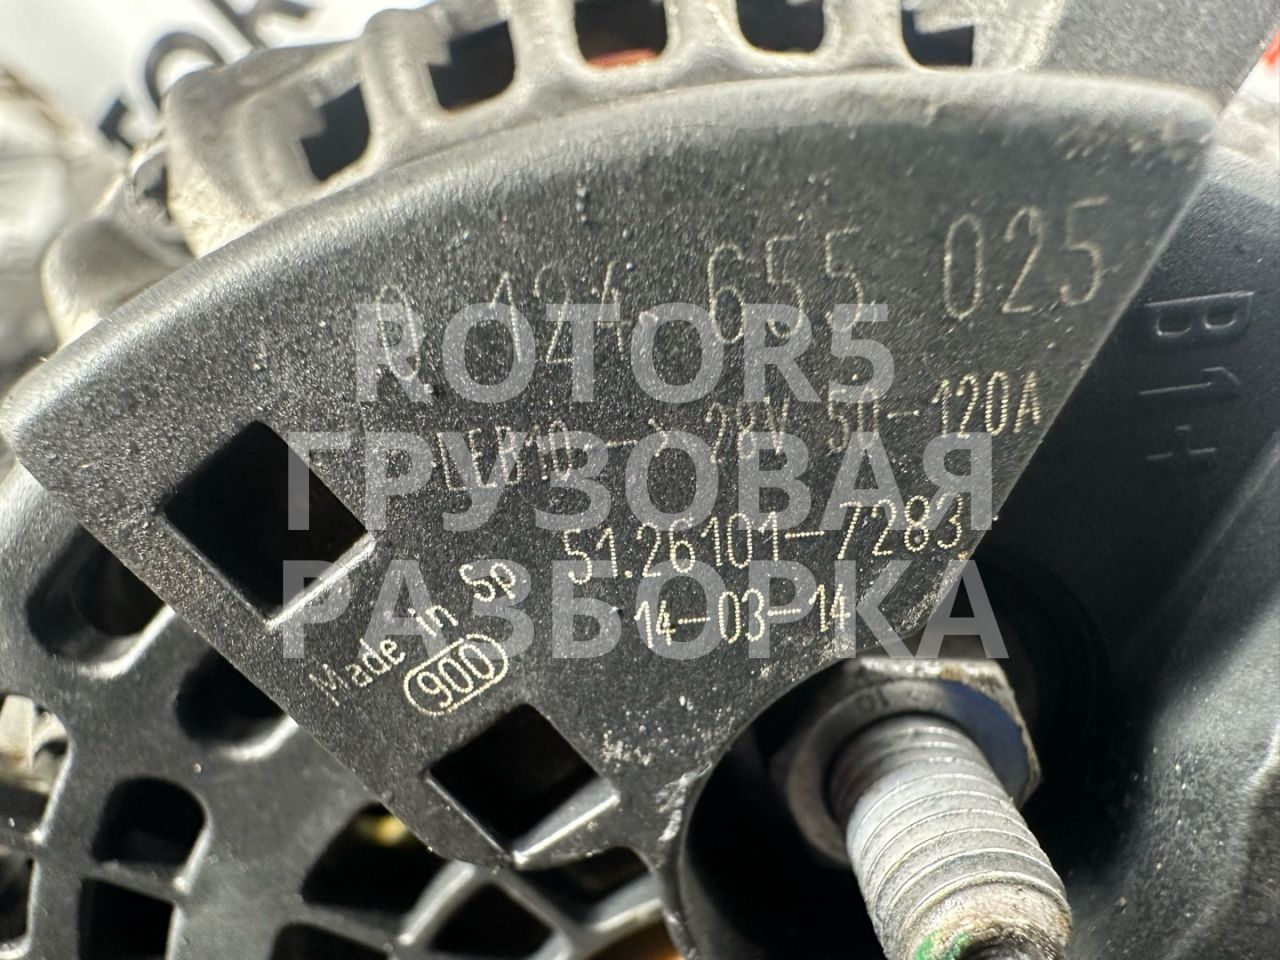 0 124 655 025
LEB10 --> 28V 50-120A
51.26101-7283
14-03-14
Made in Sp
900
B1+
ROTOR5
ГРУЗОВАЯ
РАЗБОРКА